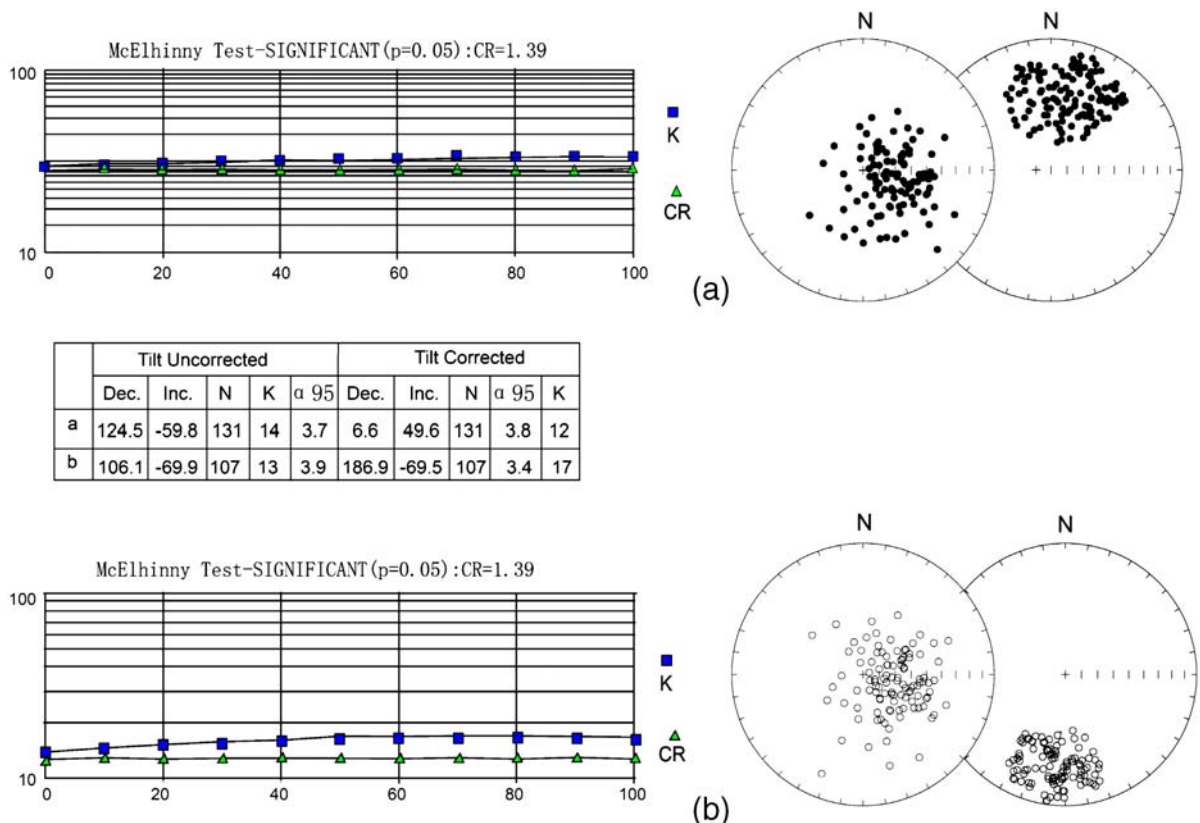 McElhinny Test-SIGNIFICANT(p=0.05):CR=1.39
100
10
0 20 40 60 80 100
K
CR
N N
(a)
Tilt Uncorrected Tilt Corrected
Dec. Inc. N K α 95 Dec. Inc. N α 95 K
a 124.5 -59.8 131 14 3.7 6.6 49.6 131 3.8 12
b 106.1 -69.9 107 13 3.9 186.9 -69.5 107 3.4 17
McElhinny Test-SIGNIFICANT(p=0.05):CR=1.39
100
10
0 20 40 60 80 100
K
CR
N N
(b)